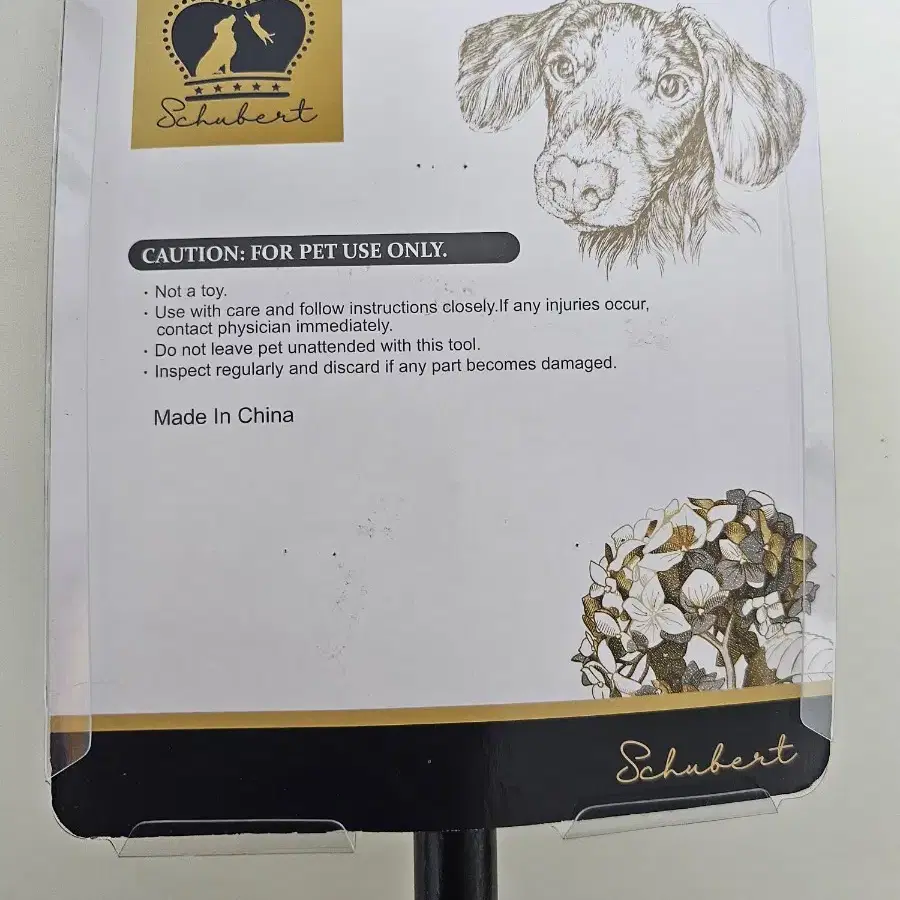 Schubert
CAUTION: FOR PET USE ONLY.
· Not a toy.
· Use with care and follow instructions closely.If any injuries occur,
contact physician immediately.
· Do not leave pet unattended with this tool.
· Inspect regularly and discard if any part becomes damaged.
Made In China
Schubert